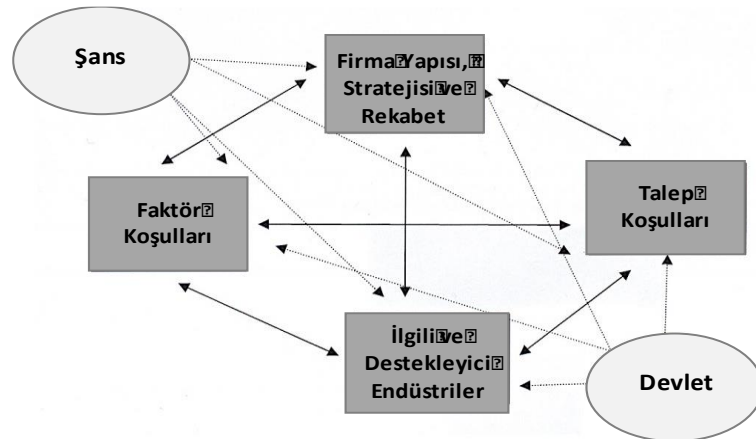 Şans
Firma Yapısı,
Stratejisi ve
Rekabet
Faktör
Koşulları
Talep
Koşulları
İlgili ve
Destekleyici
Endüstriler
Devlet